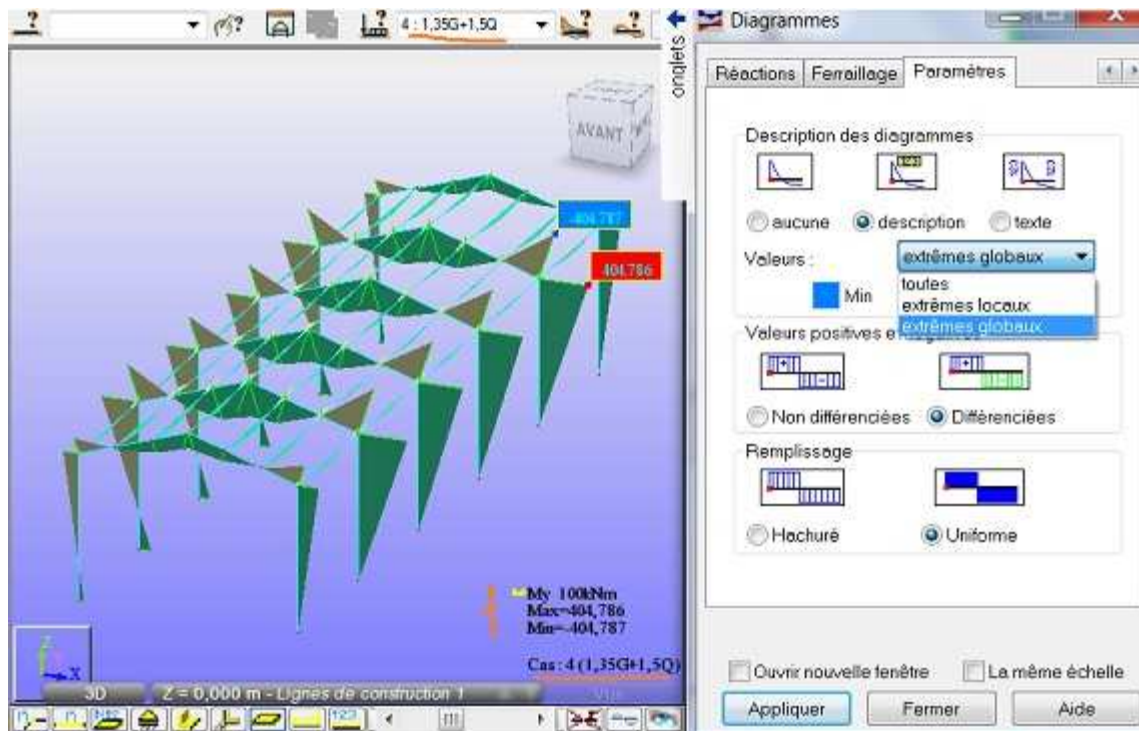 4 : 1,35G+1,5Q
onglets
Diagrammes
Réactions Ferraillage Paramètres
AVANT
Description des diagrammes
aucune description texte
Valeurs : extrêmes globaux
toutes
Min
extrêmes locaux
extrêmes globaux
Valeurs positives e
Non différenciées Différenciées
Remplissage
Hachuré Uniforme
-404,787
404,786
My 100kNm
Max=404,786
Min=-404,787
Cas : 4 (1,35G+1,5Q)
Z
X
3D Z = 0,000 m - Lignes de construction 1
Ouvrir nouvelle fenêtre La même échelle
Appliquer Fermer Aide